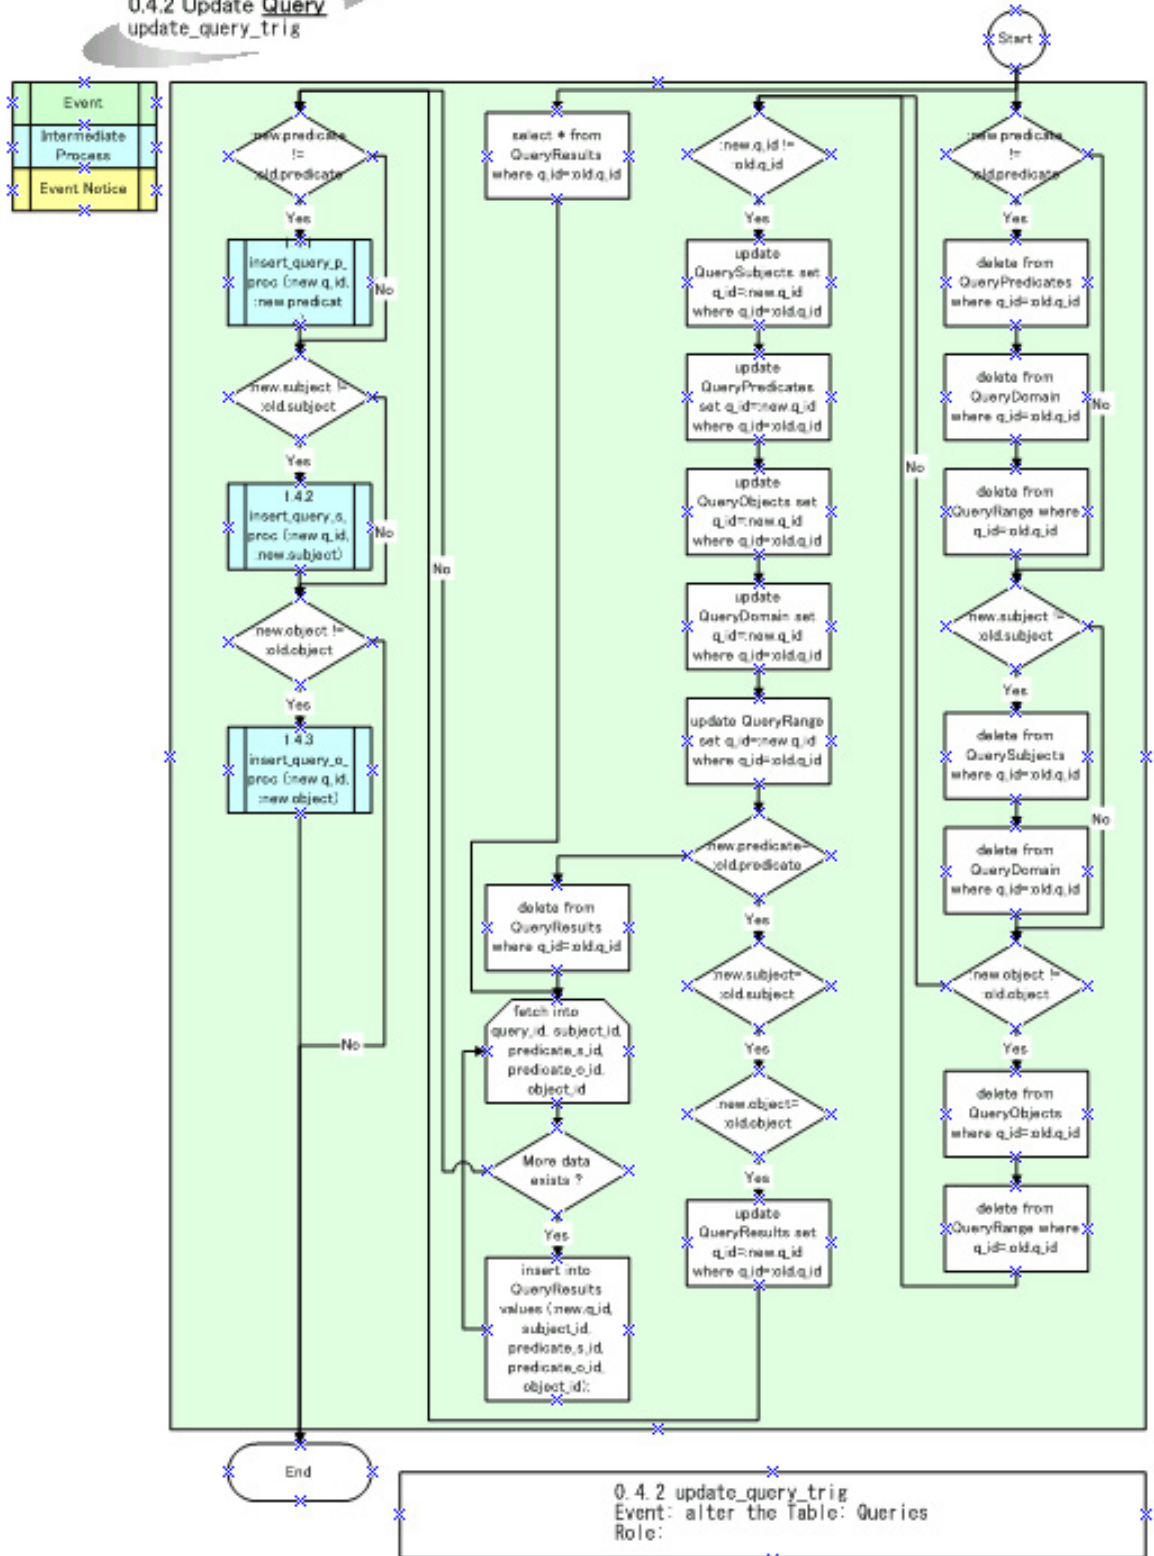 0.4.2 Update Query
update_query_trig
Start
Event
Intermediate
Process
Event Notice
:new.predicate
!=
:old.predicate
Yes
No
insert_query_p_
proc (:new.q_id,
:new.predicat
)
:new.subject !=
:old.subject
Yes
No
1.4.2
insert_query_s_
proc (:new.q_id,
:new.subject)
:new.object !=
:old.object
Yes
No
1.4.3
insert_query_o_
proc (:new.q_id,
:new.object)
End
select * from
QueryResults
where q_id=:old.q_id
delete from
QueryResults
where q_id=:old.q_id
fetch into
query_id, subject_id,
predicate_s_id,
predicate_o_id,
object_id
More data
exists ?
No
Yes
insert into
QueryResults
values (:new.q_id,
subject_id,
predicate_s_id,
predicate_o_id,
object_id);
:new.q_id !=
:old.q_id
Yes
update
QuerySubjects set
q_id=:new.q_id
where q_id=:old.q_id
update
QueryPredicates
set q_id=:new.q_id
where q_id=:old.q_id
update
QueryObjects set
q_id=:new.q_id
where q_id=:old.q_id
update
QueryDomain set
q_id=:new.q_id
where q_id=:old.q_id
update QueryRange
set q_id=:new.q_id
where q_id=:old.q_id
:new.predicate=
:old.predicate
Yes
:new.subject=
:old.subject
Yes
:new.object=
:old.object
Yes
update
QueryResults set
q_id=:new.q_id
where q_id=:old.q_id
:new.predicate
!=
:old.predicate
Yes
No
delete from
QueryPredicates
where q_id=:old.q_id
delete from
QueryDomain
where q_id=:old.q_id
delete from
QueryRange where
q_id=:old.q_id
:new.subject !=
:old.subject
Yes
No
delete from
QuerySubjects
where q_id=:old.q_id
delete from
QueryDomain
where q_id=:old.q_id
:new.object !=
:old.object
No
Yes
delete from
QueryObjects
where q_id=:old.q_id
delete from
QueryRange where
q_id=:old.q_id
0.4.2 update_query_trig
Event: alter the Table: Queries
Role: